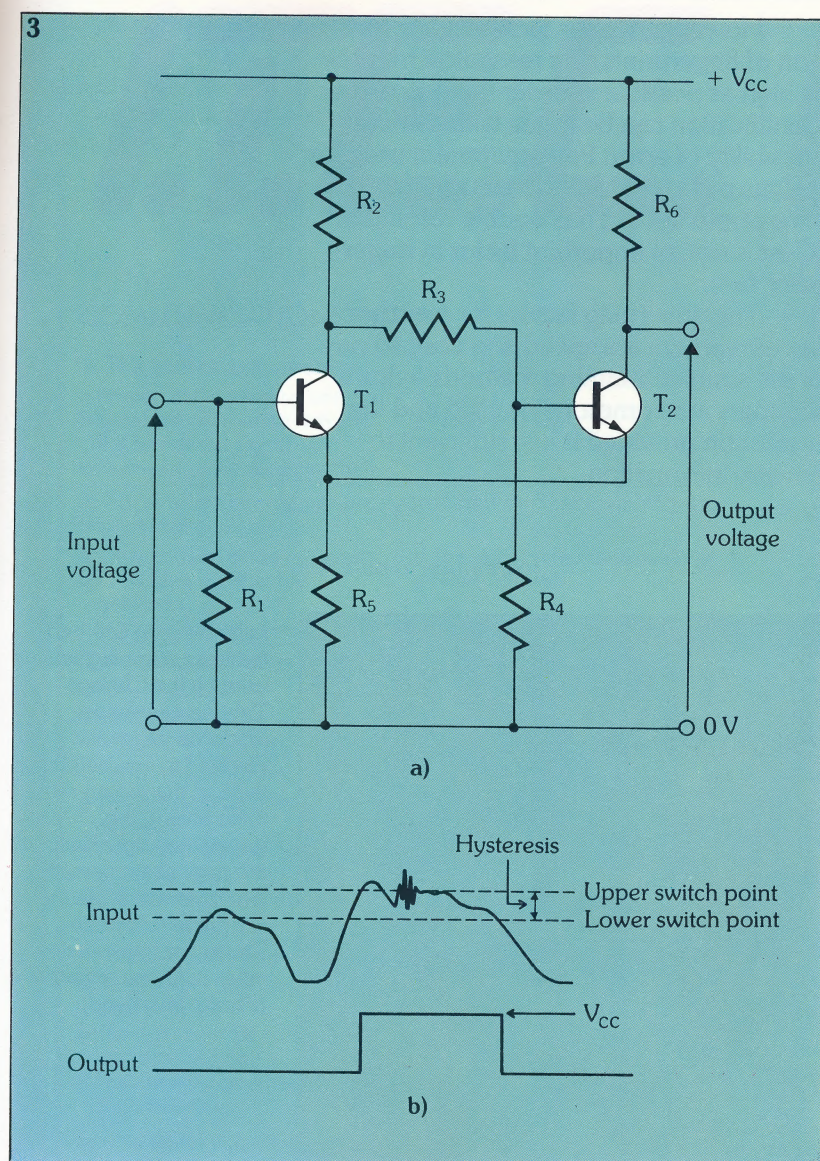 3
+ V_CC
R₂
R₆
R₃
T₁
T₂
Input
voltage
Output
voltage
R₁
R₅
R₄
0 V
a)
Hysteresis
Upper switch point
Input
Lower switch point
V_CC
Output
b)